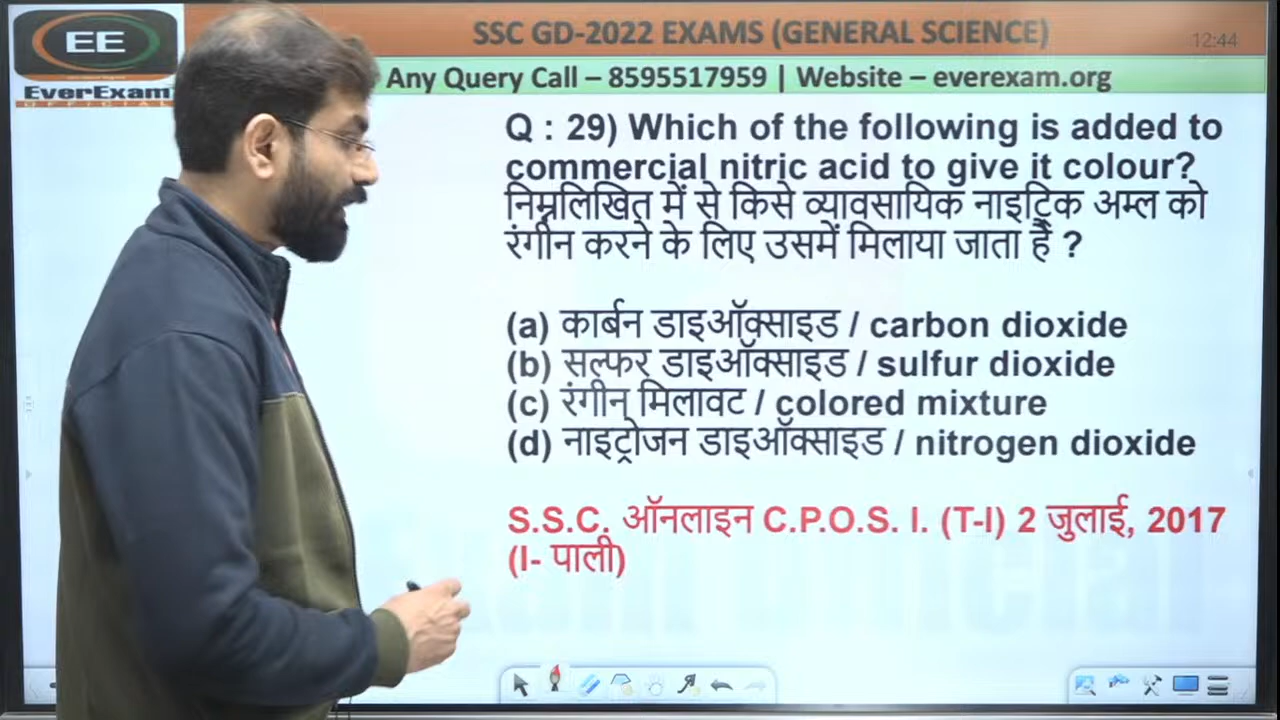 EE
EverExam
OFFICIAL
SSC GD-2022 EXAMS (GENERAL SCIENCE)
12:44
Any Query Call – 8595517959 | Website – everexam.org
Q : 29) Which of the following is added to
commercial nitric acid to give it colour?
निम्नलिखित में से किसे व्यावसायिक नाइट्रिक अम्ल को
रंगीन करने के लिए उसमें मिलाया जाता है ?
(a) कार्बन डाइऑक्साइड / carbon dioxide
(b) सल्फर डाइऑक्साइड / sulfur dioxide
(c) रंगीन मिलावट / colored mixture
(d) नाइट्रोजन डाइऑक्साइड / nitrogen dioxide
S.S.C. ऑनलाइन C.P.O.S. I. (T-I) 2 जुलाई, 2017
(I- पाली)